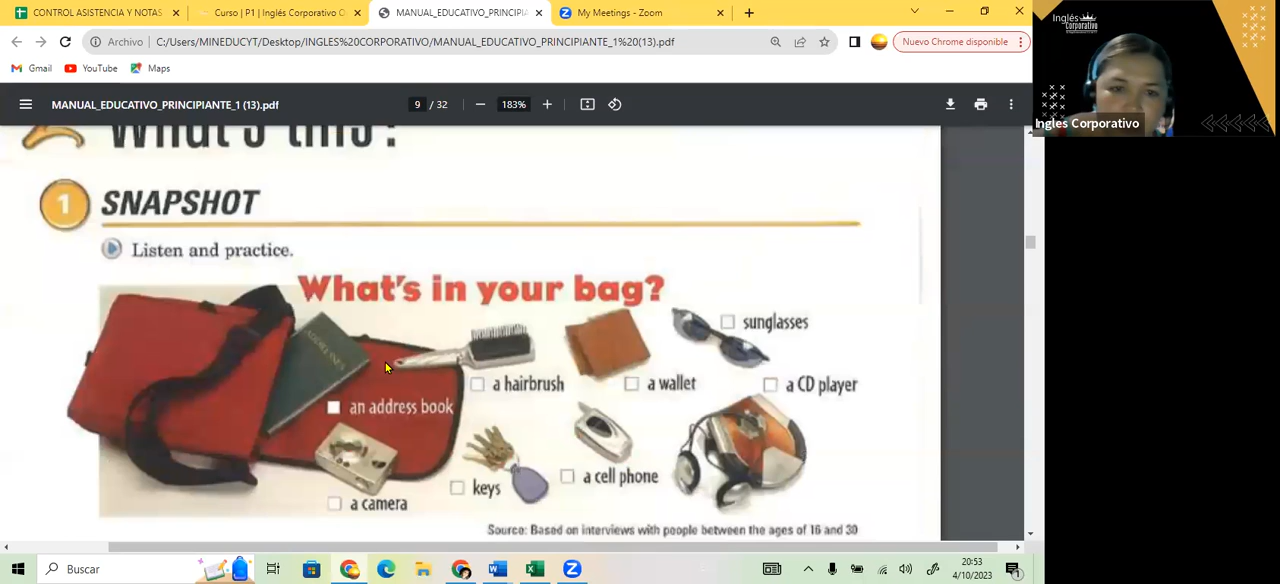 CONTROL ASISTENCIA Y NOTAS
Curso | P1 | Inglés Corporativo O
MANUAL_EDUCATIVO_PRINCIPIA
My Meetings - Zoom
Archivo
C:/Users/MINEDUCYT/Desktop/INGLES%20CORPORATIVO/MANUAL_EDUCATIVO_PRINCIPIANTE_1%20(13).pdf
Nuevo Chrome disponible
Gmail
YouTube
Maps
MANUAL_EDUCATIVO_PRINCIPIANTE_1 (13).pdf
9 / 32
183%
Inglés
Corporativo
Ingles Corporativo
What's this?
1 SNAPSHOT
Listen and practice.
What's in your bag?
sunglasses
a hairbrush
a wallet
a CD player
an address book
keys
a cell phone
a camera
Source: Based on interviews with people between the ages of 16 and 30
Buscar
20:53
4/10/2023